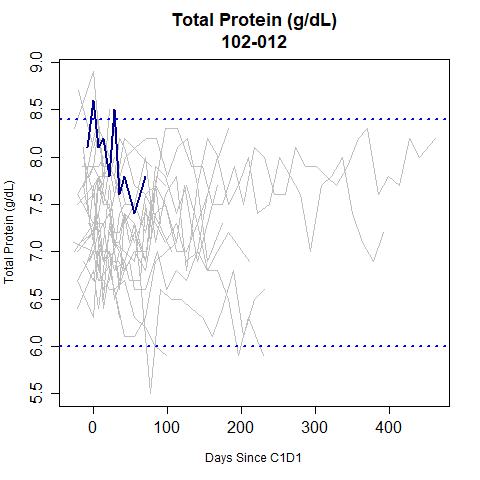 Total Protein (g/dL)
102-012
Total Protein (g/dL)
9.0
8.5
8.0
7.5
7.0
6.5
6.0
5.5
0 100 200 300 400
Days Since C1D1